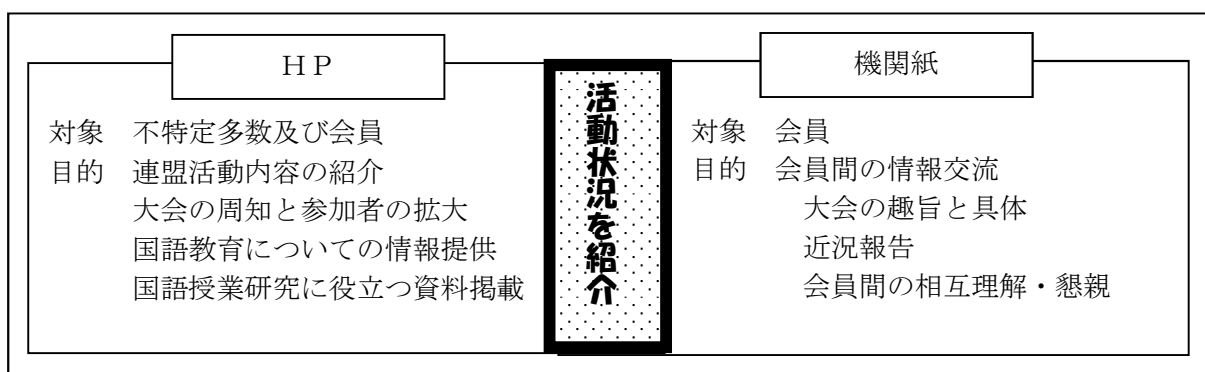 ＨＰ
対象　不特定多数及び会員
目的　連盟活動内容の紹介
大会の周知と参加者の拡大
国語教育についての情報提供
国語授業研究に役立つ資料掲載
活動状況を紹介
機関紙
対象　会員
目的　会員間の情報交流
大会の趣旨と具体
近況報告
会員間の相互理解・懇親